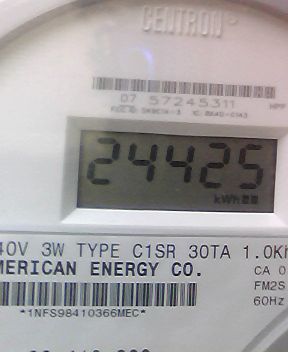 CENTRON
07 57245311
24425
kWh
40V 3W TYPE C1SR 30TA 1.0K
MERICAN ENERGY CO.
CA 0
FM2S
60Hz
*1NFS98410366MEC*